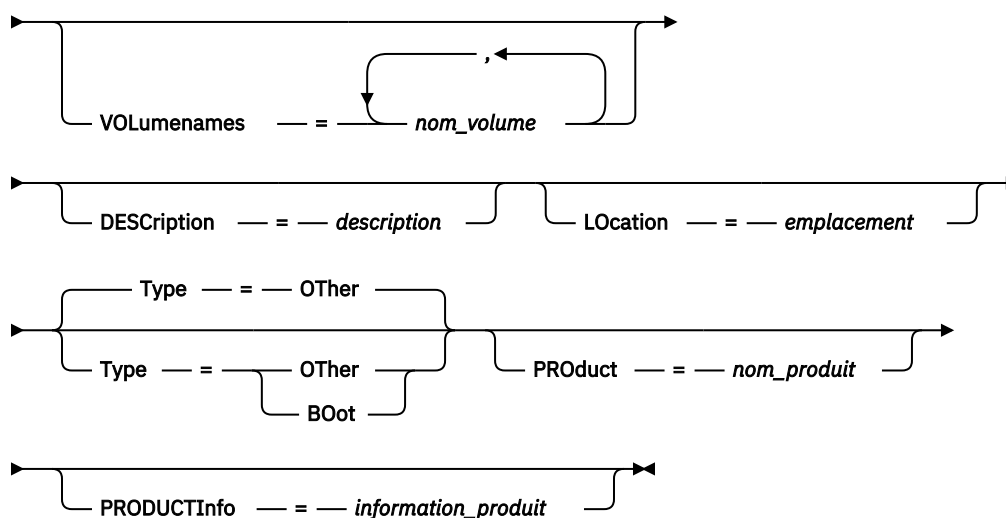 ,
VOLumenames = nom_volume
DESCription = description LOcation = emplacement
Type = OTher
Type = OTher PROduct = nom_produit
BOot
PRODUCTInfo = information_produit